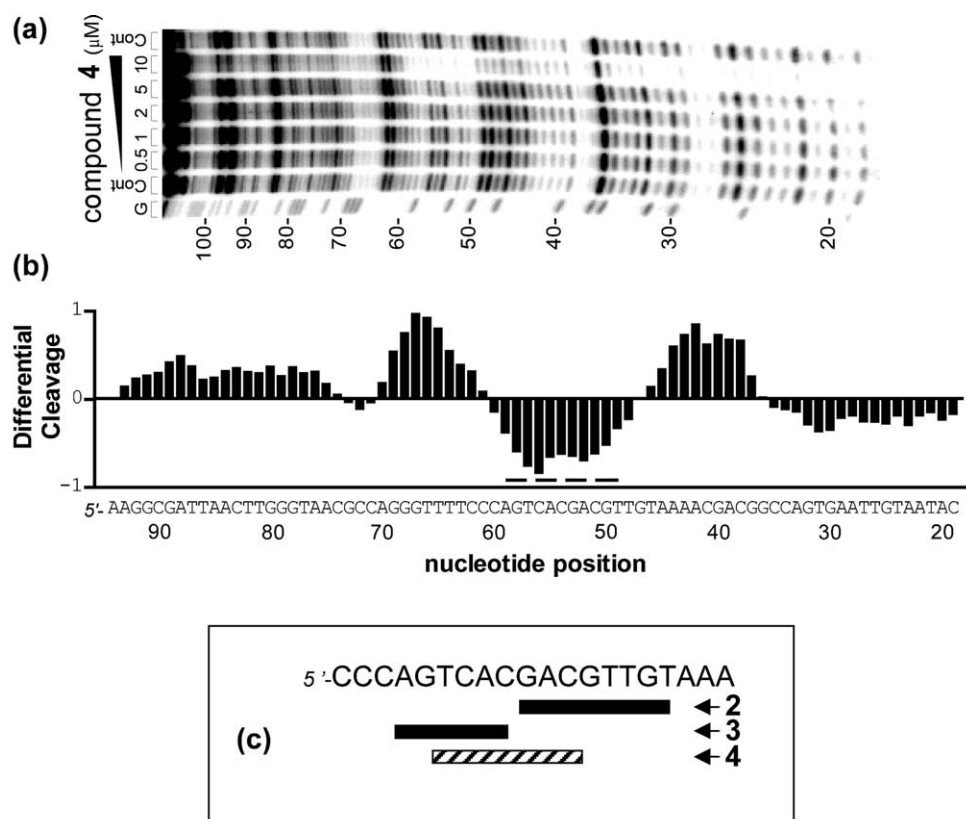 (a)
compound 4 (μM)
Cont
10
5
2
1
0.5
Cont
G
100-
90-
80-
70-
60-
50-
40-
30-
20-
(b)
Differential
Cleavage
1
0
−1
5'-AAGGCGATTAACTTGGGTAACGCCAGGGTTTTCCCAGTCACGACGTTGTAAAACGACGGCCAGTGAATTGTAATAC
90 80 70 60 50 40 30 20
nucleotide position
5'-CCCAGTCACGACGTTGTAAA
2
(c)
3
4